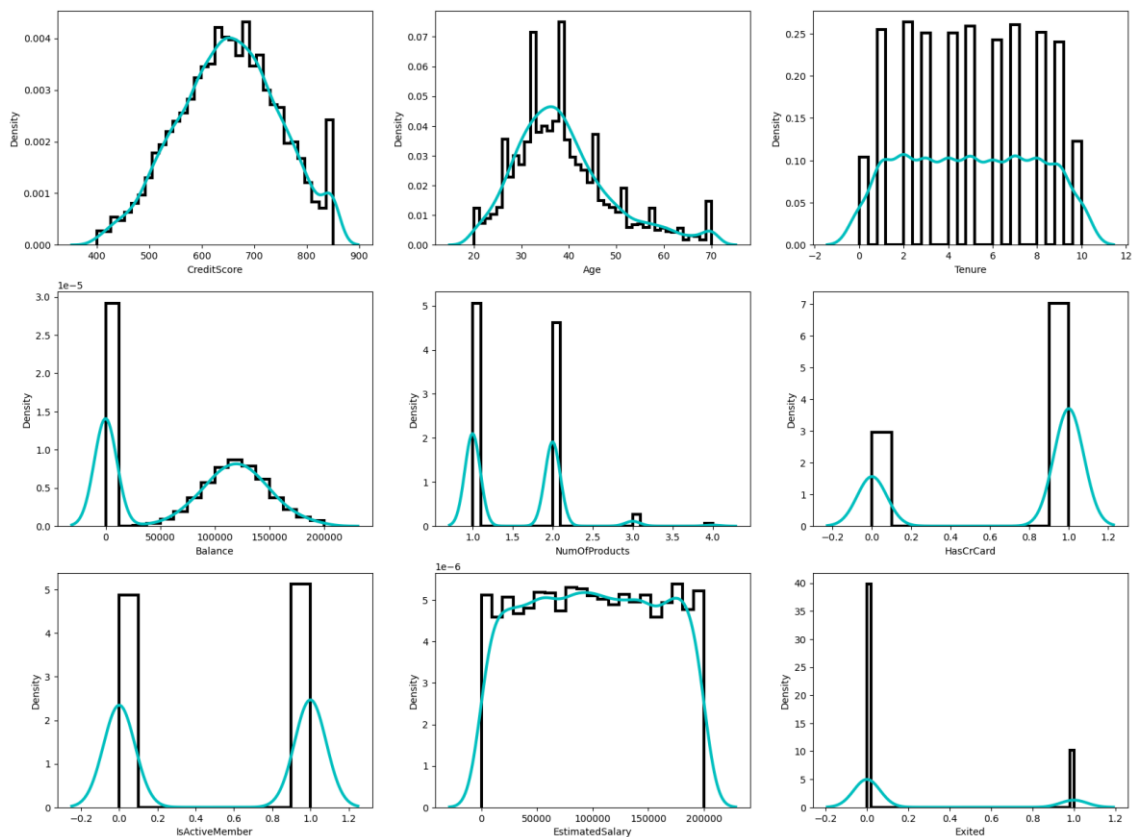 Density
0.004
0.003
0.002
0.001
0.000
400 500 600 700 800 900
CreditScore
Density
0.07
0.06
0.05
0.04
0.03
0.02
0.01
0.00
20 30 40 50 60 70
Age
Density
0.25
0.20
0.15
0.10
0.05
0.00
−2 0 2 4 6 8 10 12
Tenure
1e−5
Density
3.0
2.5
2.0
1.5
1.0
0.5
0.0
0 50000 100000 150000 200000
Balance
Density
5
4
3
2
1
0
1.0 1.5 2.0 2.5 3.0 3.5 4.0
NumOfProducts
Density
7
6
5
4
3
2
1
0
−0.2 0.0 0.2 0.4 0.6 0.8 1.0 1.2
HasCrCard
Density
5
4
3
2
1
0
−0.2 0.0 0.2 0.4 0.6 0.8 1.0 1.2
IsActiveMember
1e−6
Density
5
4
3
2
1
0
0 50000 100000 150000 200000
EstimatedSalary
Density
40
35
30
25
20
15
10
5
0
−0.2 0.0 0.2 0.4 0.6 0.8 1.0 1.2
Exited